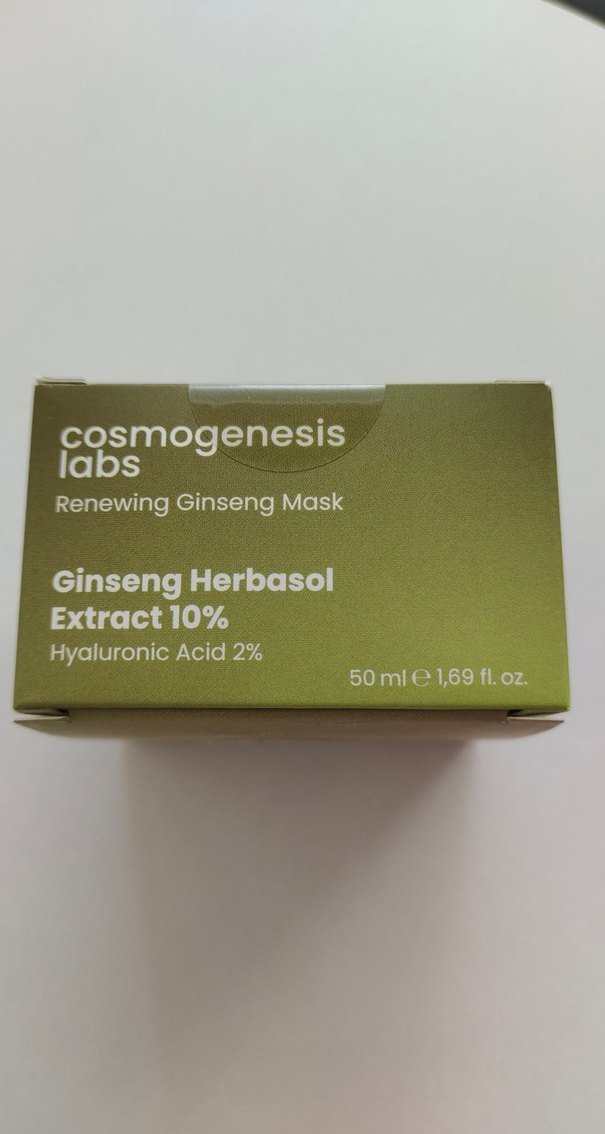 cosmogenesis
labs
Renewing Ginseng Mask
Ginseng Herbasol
Extract 10%
Hyaluronic Acid 2%
50 ml ℮ 1,69 fl. oz.